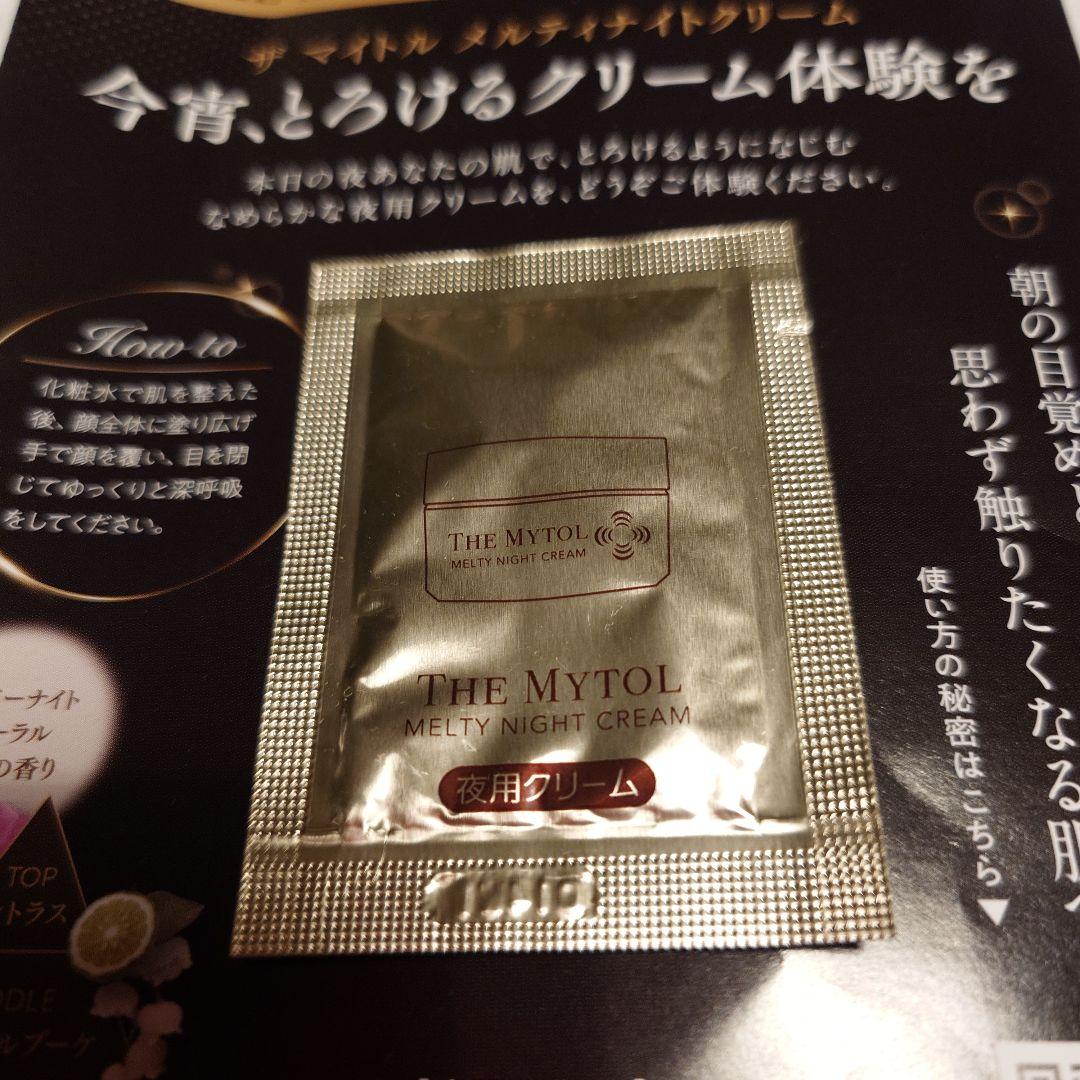 ザ マイトル メルティナイトクリーム
今宵、とろけるクリーム体験を
本日の夜あなたの肌で、とろけるようになじむ
なめらかな夜用クリームを、どうぞご体験ください。
How to
化粧水で肌を整えた
後、顔全体に塗り広げ
手で顔を覆い、目を閉
じてゆっくりと深呼吸
をしてください。
THE MYTOL
MELTY NIGHT CREAM
THE MYTOL
MELTY NIGHT CREAM
夜用クリーム
朝の目覚めと
思わず触りたくなる肌へ
使い方の秘密はこちら▼
ーナイト
ーラル
の香り
TOP
トラス
DDLE
ルブーケ